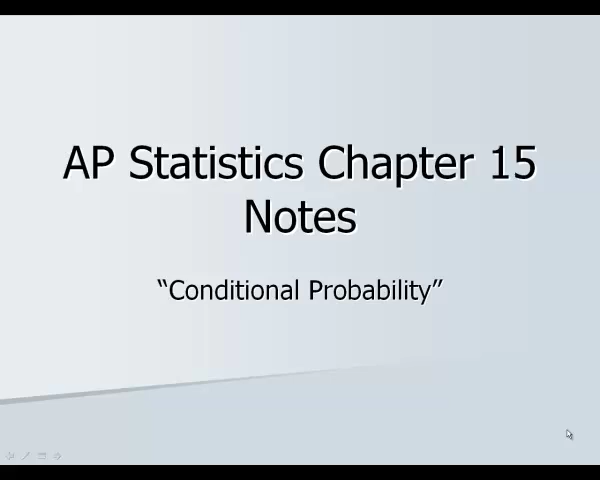 AP Statistics Chapter 15
Notes
“Conditional Probability”